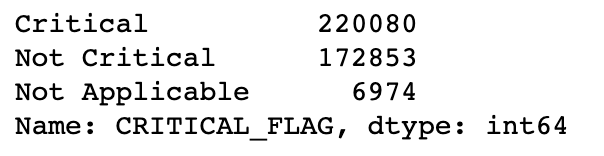 Critical 220080
Not Critical 172853
Not Applicable 6974
Name: CRITICAL_FLAG, dtype: int64